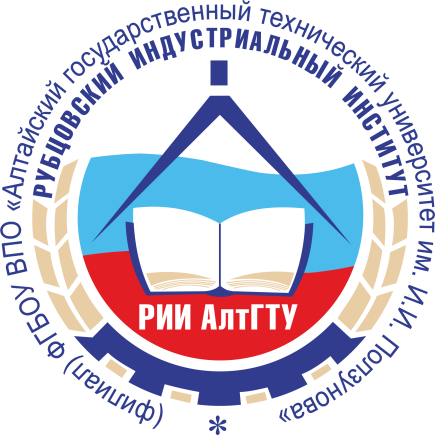 РУБЦОВСКИЙ ИНДУСТРИАЛЬНЫЙ ИНСТИТУТ
(филиал) ФГБОУ ВПО «Алтайский государственный технический университет им. И.И. Ползунова»
РИИ АлтГТУ